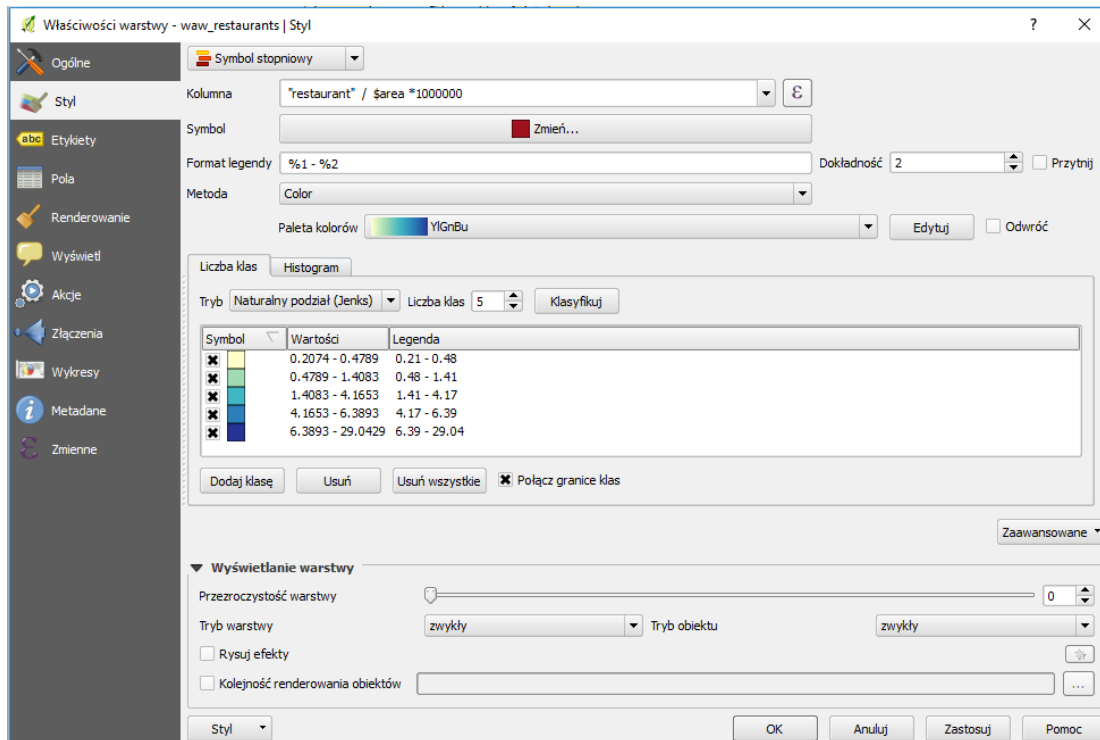 Właściwości warstwy - waw_restaurants | Styl
?
Ogólne
Styl
abc Etykiety
Pola
Renderowanie
Wyświetl
Akcje
Złączenia
Wykresy
Metadane
Zmienne
Symbol stopniowy
Kolumna "restaurant" / $area *1000000 ε
Symbol Zmień...
Format legendy %1 - %2 Dokładność 2 Przytnij
Metoda Color
Paleta kolorów YlGnBu Edytuj Odwróć
Liczba klas Histogram
Tryb Naturalny podział (Jenks) Liczba klas 5 Klasyfikuj
Symbol Wartości Legenda
0.2074 - 0.4789 0.21 - 0.48
0.4789 - 1.4083 0.48 - 1.41
1.4083 - 4.1653 1.41 - 4.17
4.1653 - 6.3893 4.17 - 6.39
6.3893 - 29.0429 6.39 - 29.04
Dodaj klasę Usuń Usuń wszystkie Połącz granice klas
Zaawansowane
Wyświetlanie warstwy
Przezroczystość warstwy 0
Tryb warstwy zwykły Tryb obiektu zwykły
Rysuj efekty
Kolejność renderowania obiektów ...
Styl OK Anuluj Zastosuj Pomoc